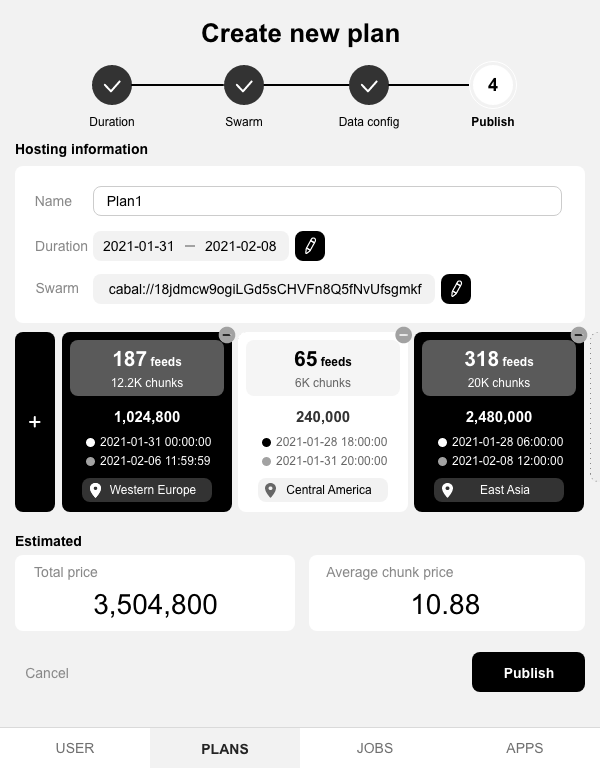 Create new plan
4
Duration
Swarm
Data config
Publish
Hosting information
Name
Plan1
Duration
2021-01-31 — 2021-02-08
Swarm
cabal://18jdmcw9ogiLGd5sCHVFn8Q5fNvUfsgmkf
+
187 feeds
12.2K chunks
1,024,800
2021-01-31 00:00:00
2021-02-06 11:59:59
Western Europe
65 feeds
6K chunks
240,000
2021-01-28 18:00:00
2021-01-31 20:00:00
Central America
318 feeds
20K chunks
2,480,000
2021-01-28 06:00:00
2021-02-08 12:00:00
East Asia
Estimated
Total price
3,504,800
Average chunk price
10.88
Cancel
Publish
USER
PLANS
JOBS
APPS